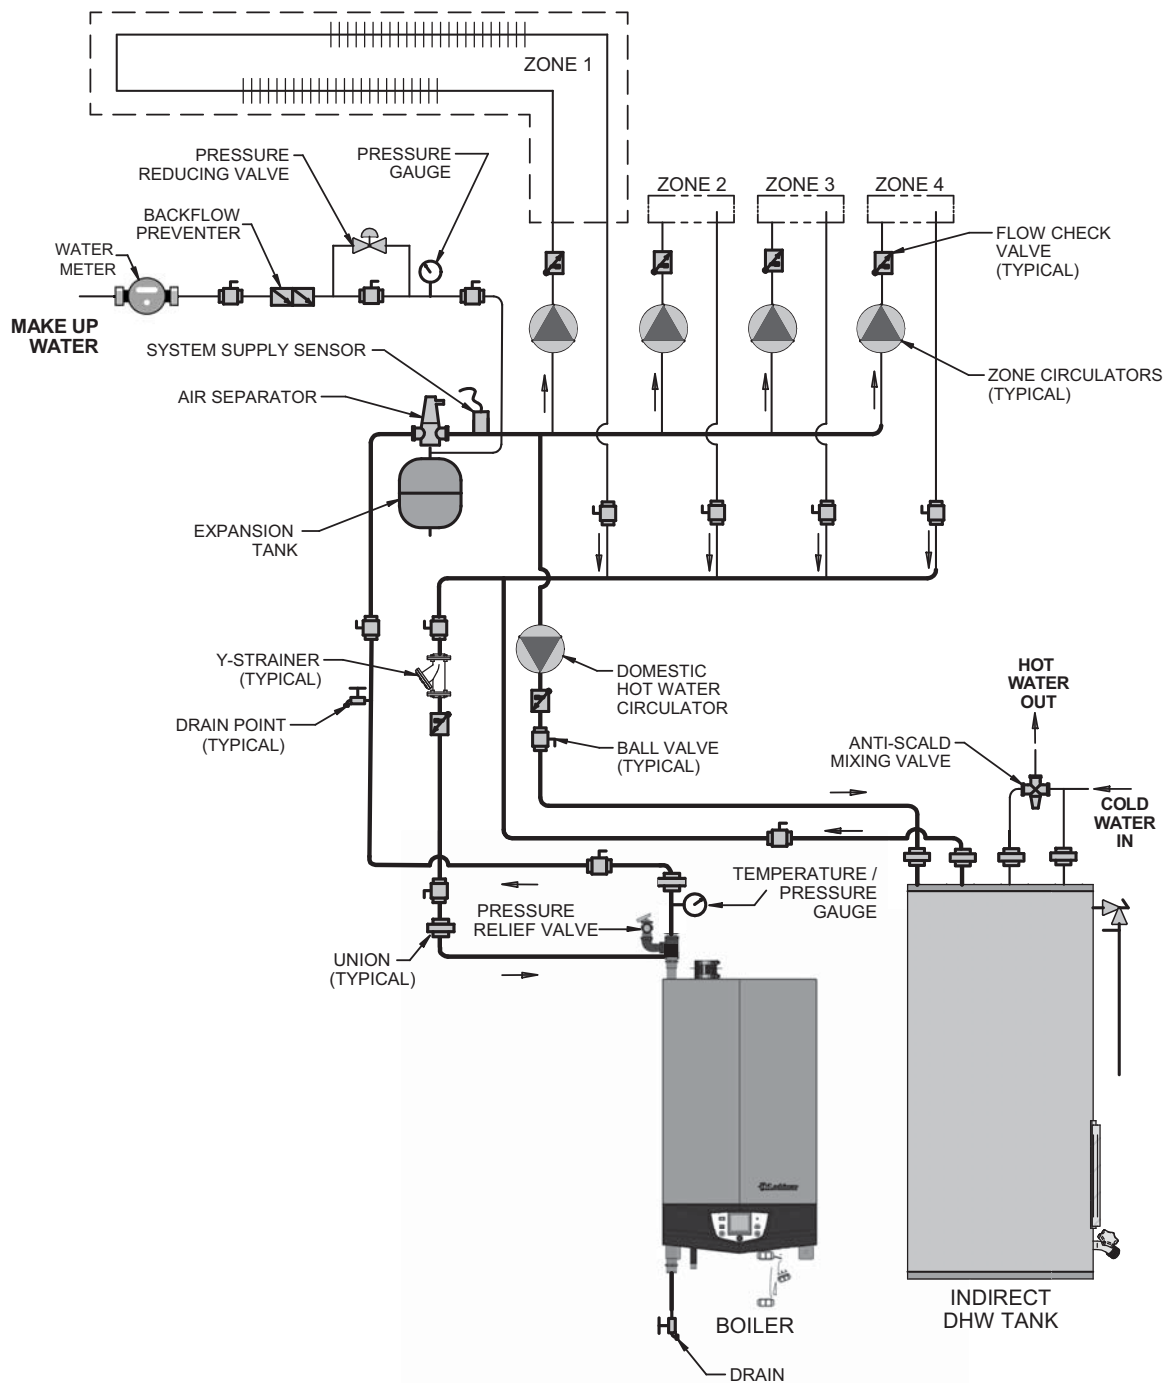 ZONE 1
PRESSURE
REDUCING VALVE
PRESSURE
GAUGE
ZONE 2
ZONE 3
ZONE 4
BACKFLOW
PREVENTER
FLOW CHECK
VALVE
(TYPICAL)
WATER
METER
MAKE UP
WATER
SYSTEM SUPPLY SENSOR
AIR SEPARATOR
ZONE CIRCULATORS
(TYPICAL)
EXPANSION
TANK
Y-STRAINER
(TYPICAL)
DOMESTIC
HOT WATER
CIRCULATOR
HOT
WATER
OUT
DRAIN POINT
(TYPICAL)
BALL VALVE
(TYPICAL)
ANTI-SCALD
MIXING VALVE
COLD
WATER
IN
TEMPERATURE /
PRESSURE
GAUGE
PRESSURE
RELIEF VALVE
UNION
(TYPICAL)
INDIRECT
DHW TANK
BOILER
DRAIN